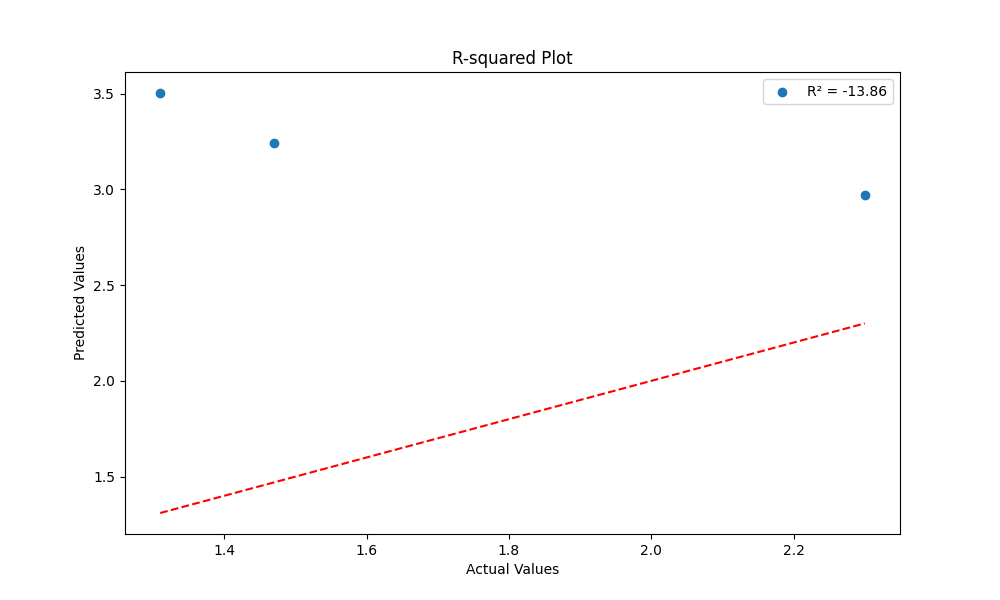 R-squared Plot
R² = -13.86
3.5
3.0
2.5
2.0
1.5
Predicted Values
1.4 1.6 1.8 2.0 2.2
Actual Values